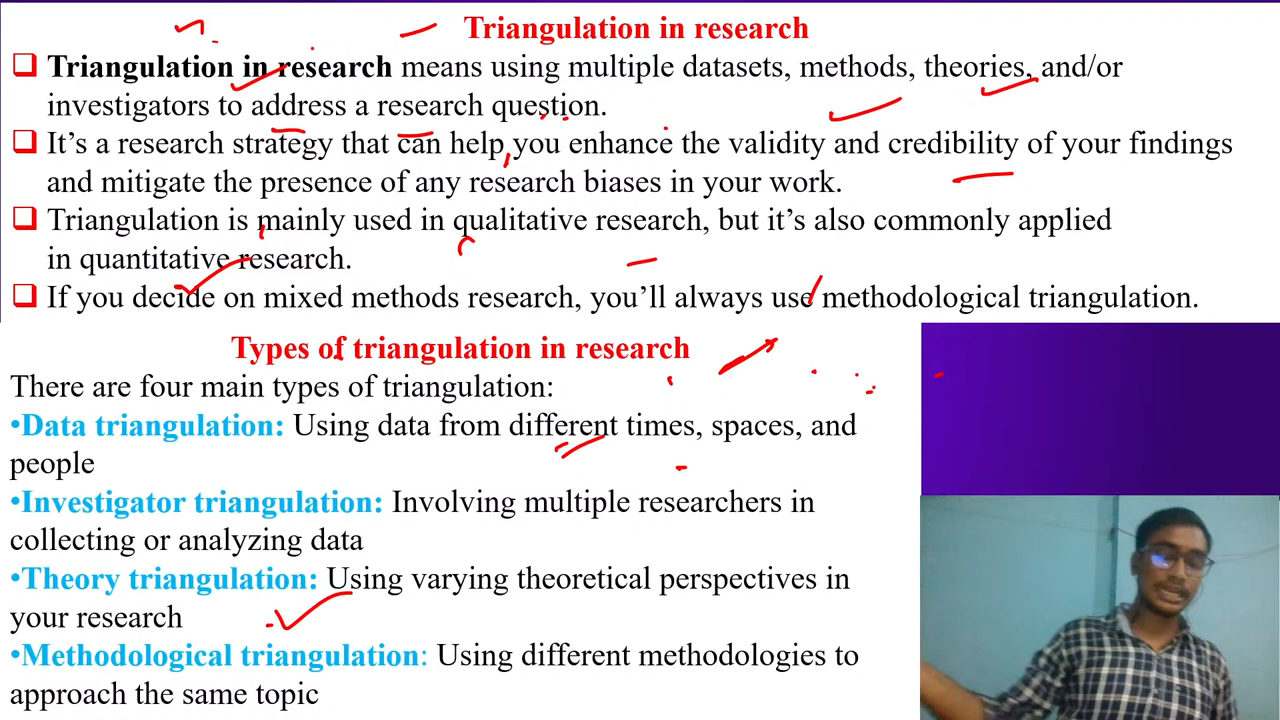 Triangulation in research
❑ Triangulation in research means using multiple datasets, methods, theories, and/or
investigators to address a research question.
❑ It’s a research strategy that can help you enhance the validity and credibility of your findings
and mitigate the presence of any research biases in your work.
❑ Triangulation is mainly used in qualitative research, but it’s also commonly applied
in quantitative research.
❑ If you decide on mixed methods research, you’ll always use methodological triangulation.
Types of triangulation in research
There are four main types of triangulation:
•Data triangulation: Using data from different times, spaces, and
people
•Investigator triangulation: Involving multiple researchers in
collecting or analyzing data
•Theory triangulation: Using varying theoretical perspectives in
your research
•Methodological triangulation: Using different methodologies to
approach the same topic